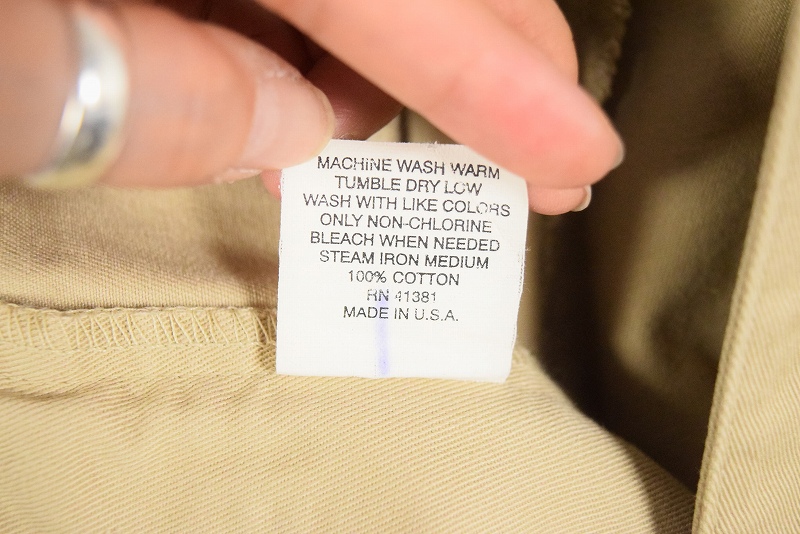 MACHINE WASH WARM
TUMBLE DRY LOW
WASH WITH LIKE COLORS
ONLY NON-CHLORINE
BLEACH WHEN NEEDED
STEAM IRON MEDIUM
100% COTTON
RN 41381
MADE IN U.S.A.